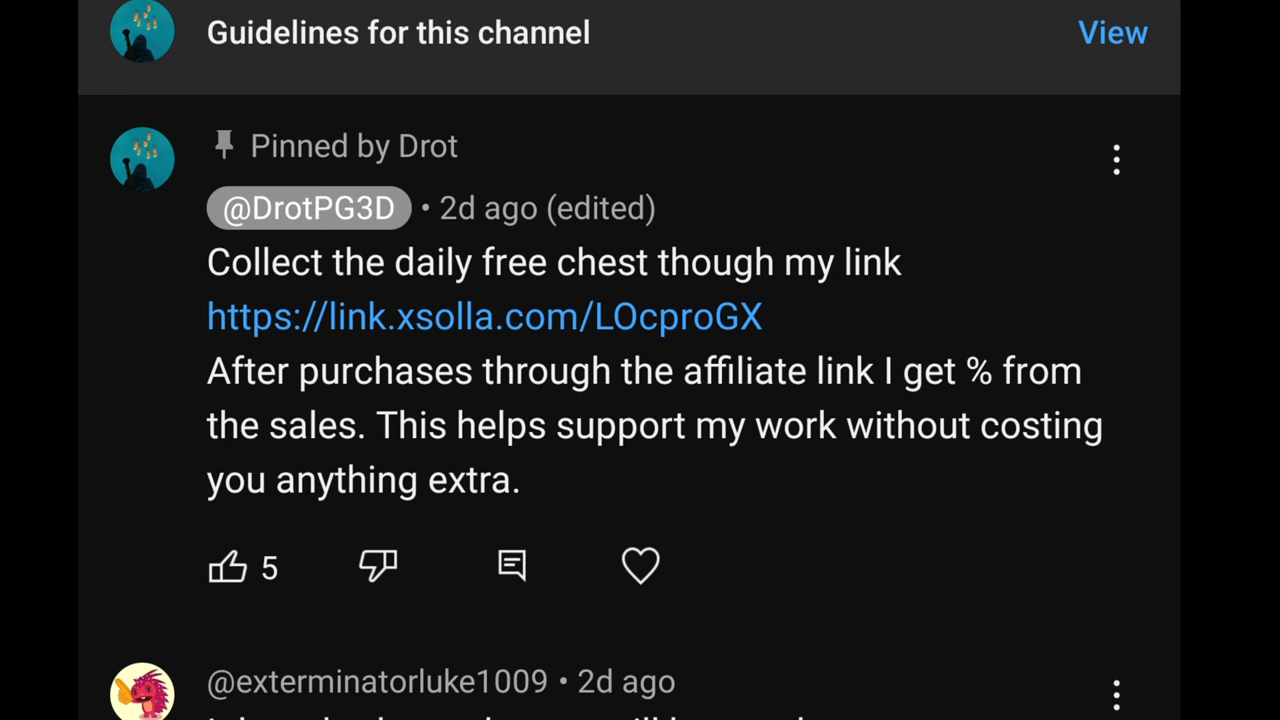 Guidelines for this channel
View
Pinned by Drot
@DrotPG3D • 2d ago (edited)
Collect the daily free chest though my link
https://link.xsolla.com/LOcproGX
After purchases through the affiliate link I get % from
the sales. This helps support my work without costing
you anything extra.
5
@exterminatorluke1009 • 2d ago